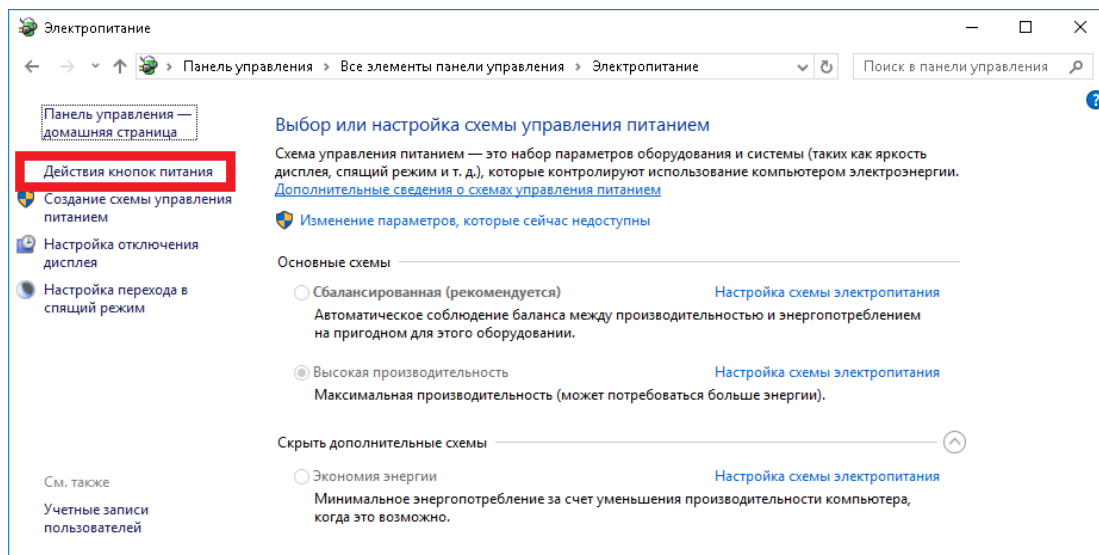 Электропитание
Панель управления › Все элементы панели управления › Электропитание
Поиск в панели управления
Панель управления —
домашняя страница
Действия кнопок питания
Создание схемы управления
питанием
Настройка отключения
дисплея
Настройка перехода в
спящий режим
См. также
Учетные записи
пользователей
?
Выбор или настройка схемы управления питанием
Схема управления питанием — это набор параметров оборудования и системы (таких как яркость
дисплея, спящий режим и т. д.), которые контролируют использование компьютером электроэнергии.
Дополнительные сведения о схемах управления питанием
Изменение параметров, которые сейчас недоступны
Основные схемы
Сбалансированная (рекомендуется) Настройка схемы электропитания
Автоматическое соблюдение баланса между производительностью и энергопотреблением
на пригодном для этого оборудовании.
Высокая производительность Настройка схемы электропитания
Максимальная производительность (может потребоваться больше энергии).
Скрыть дополнительные схемы
Экономия энергии Настройка схемы электропитания
Минимальное энергопотребление за счет уменьшения производительности компьютера,
когда это возможно.